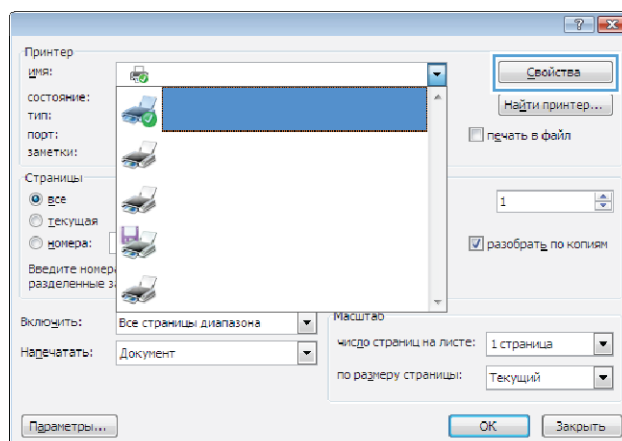 Принтер
имя:
Свойства
состояние:
Найти принтер...
тип:
порт:
печать в файл
заметки:
Страницы
все
1
текущая
номера:
разобрать по копиям
Введите
разделенные
Включить:
Все страницы диапазона
Масштаб
число страниц на листе:
1 страница
Напечатать:
Документ
по размеру страницы:
Текущий
Параметры...
ОК
Закрыть